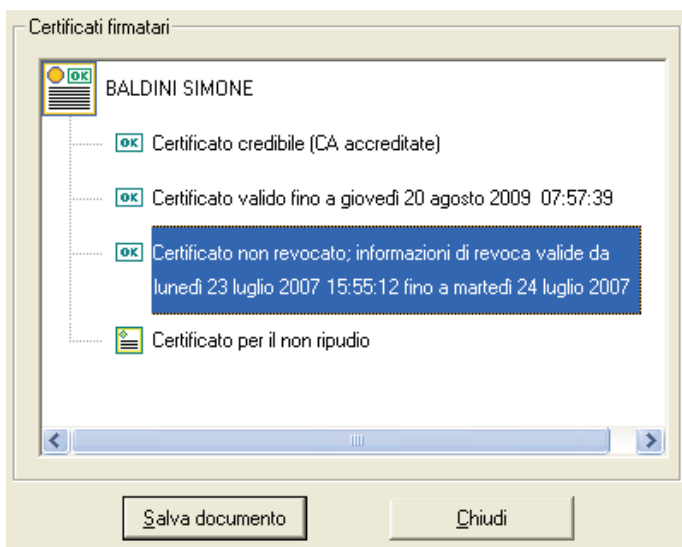 Certificati firmatari
OK
BALDINI SIMONE
OK Certificato credibile (CA accreditate)
OK Certificato valido fino a giovedì 20 agosto 2009 07:57:39
OK Certificato non revocato; informazioni di revoca valide da
lunedì 23 luglio 2007 15:55:12 fino a martedì 24 luglio 2007
Certificato per il non ripudio
Salva documento
Chiudi